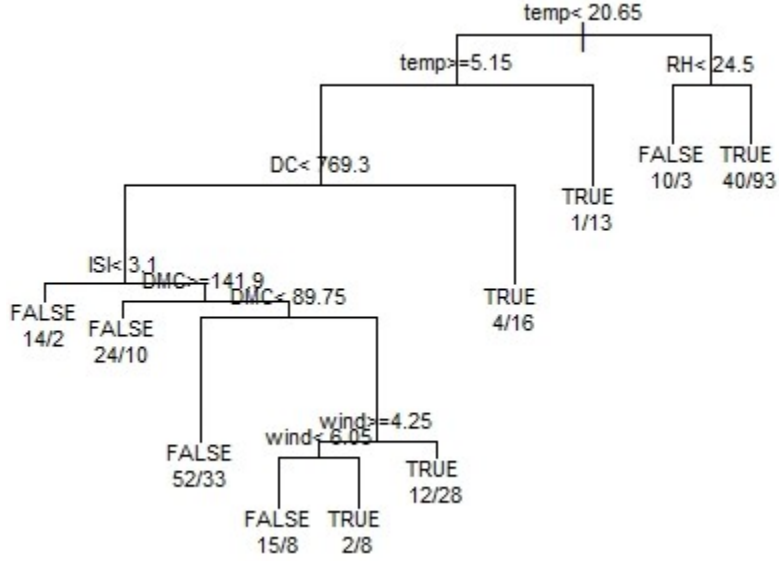 temp< 20.65
temp>=5.15
RH< 24.5
FALSE
10/3
TRUE
40/93
DC< 769.3
TRUE
1/13
ISI< 3.1
DMC>=141.9
DMC< 89.75
FALSE
14/2
FALSE
24/10
TRUE
4/16
wind>=4.25
wind< 6.05
FALSE
52/33
TRUE
12/28
FALSE
15/8
TRUE
2/8